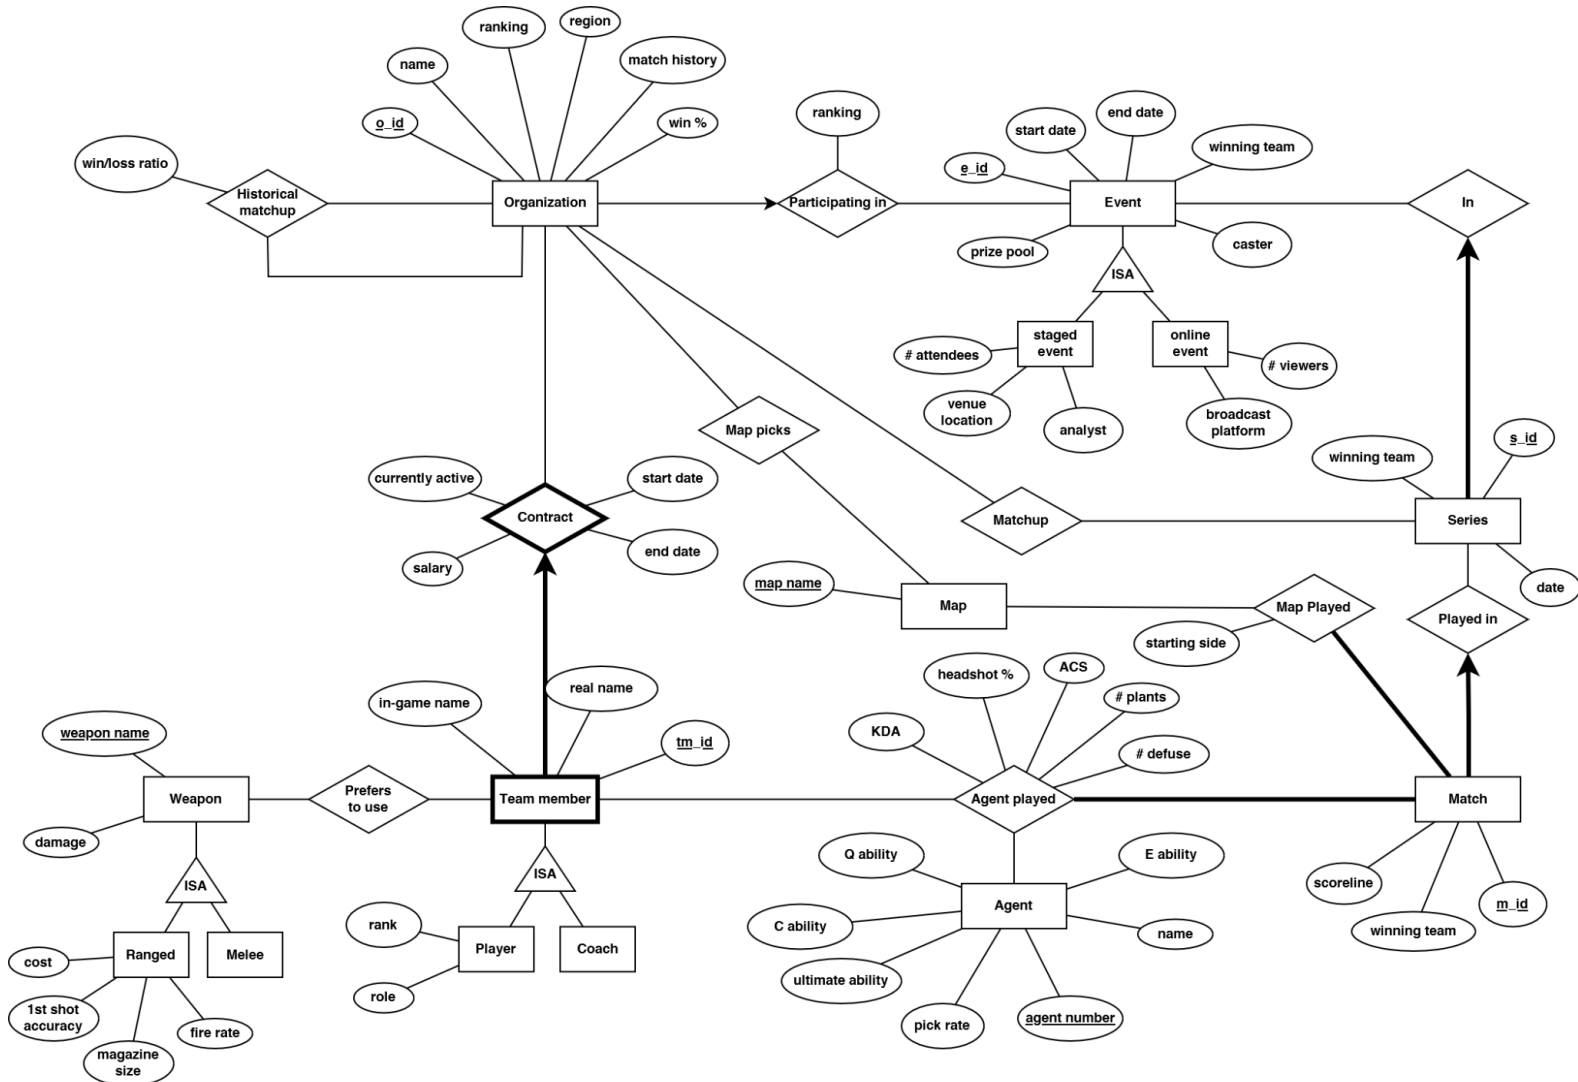 ranking
region
name
match history
o_id
win %
win/loss ratio
Historical
matchup
Organization
ranking
Participating in
start date
end date
winning team
e_id
Event
prize pool
caster
ISA
In
staged
event
online
event
# attendees
# viewers
venue
location
analyst
broadcast
platform
Map picks
currently active
start date
Contract
salary
end date
Matchup
winning team
s_id
Series
date
map name
Map
Map Played
starting side
Played in
in-game name
real name
tm_id
weapon name
Weapon
damage
Prefers
to use
Team member
headshot %
ACS
# plants
KDA
# defuse
Agent played
Match
scoreline
winning team
m_id
ISA
Ranged
Melee
cost
1st shot
accuracy
magazine
size
fire rate
ISA
rank
Player
Coach
role
Q ability
E ability
Agent
C ability
name
ultimate ability
pick rate
agent number